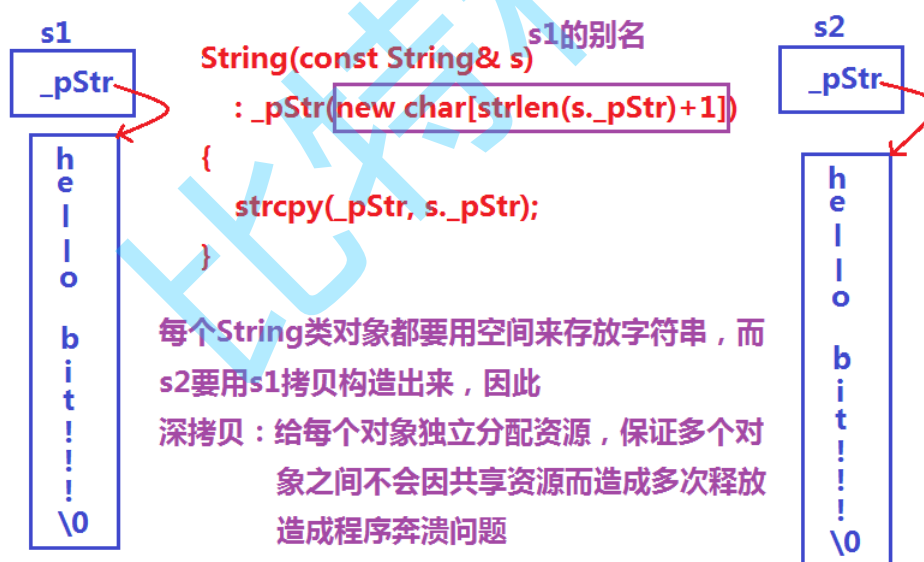 s1
_pStr
h
e
l
l
o
b
i
t
!
!
!
\0
s1的别名
String(const String& s)
: _pStr(new char[strlen(s._pStr)+1])
{
strcpy(_pStr, s._pStr);
}
每个String类对象都要用空间来存放字符串，而
s2要用s1拷贝构造出来，因此
深拷贝：给每个对象独立分配资源，保证多个对
象之间不会因共享资源而造成多次释放
造成程序奔溃问题
s2
_pStr
h
e
l
l
o
b
i
t
!
!
!
\0
比特